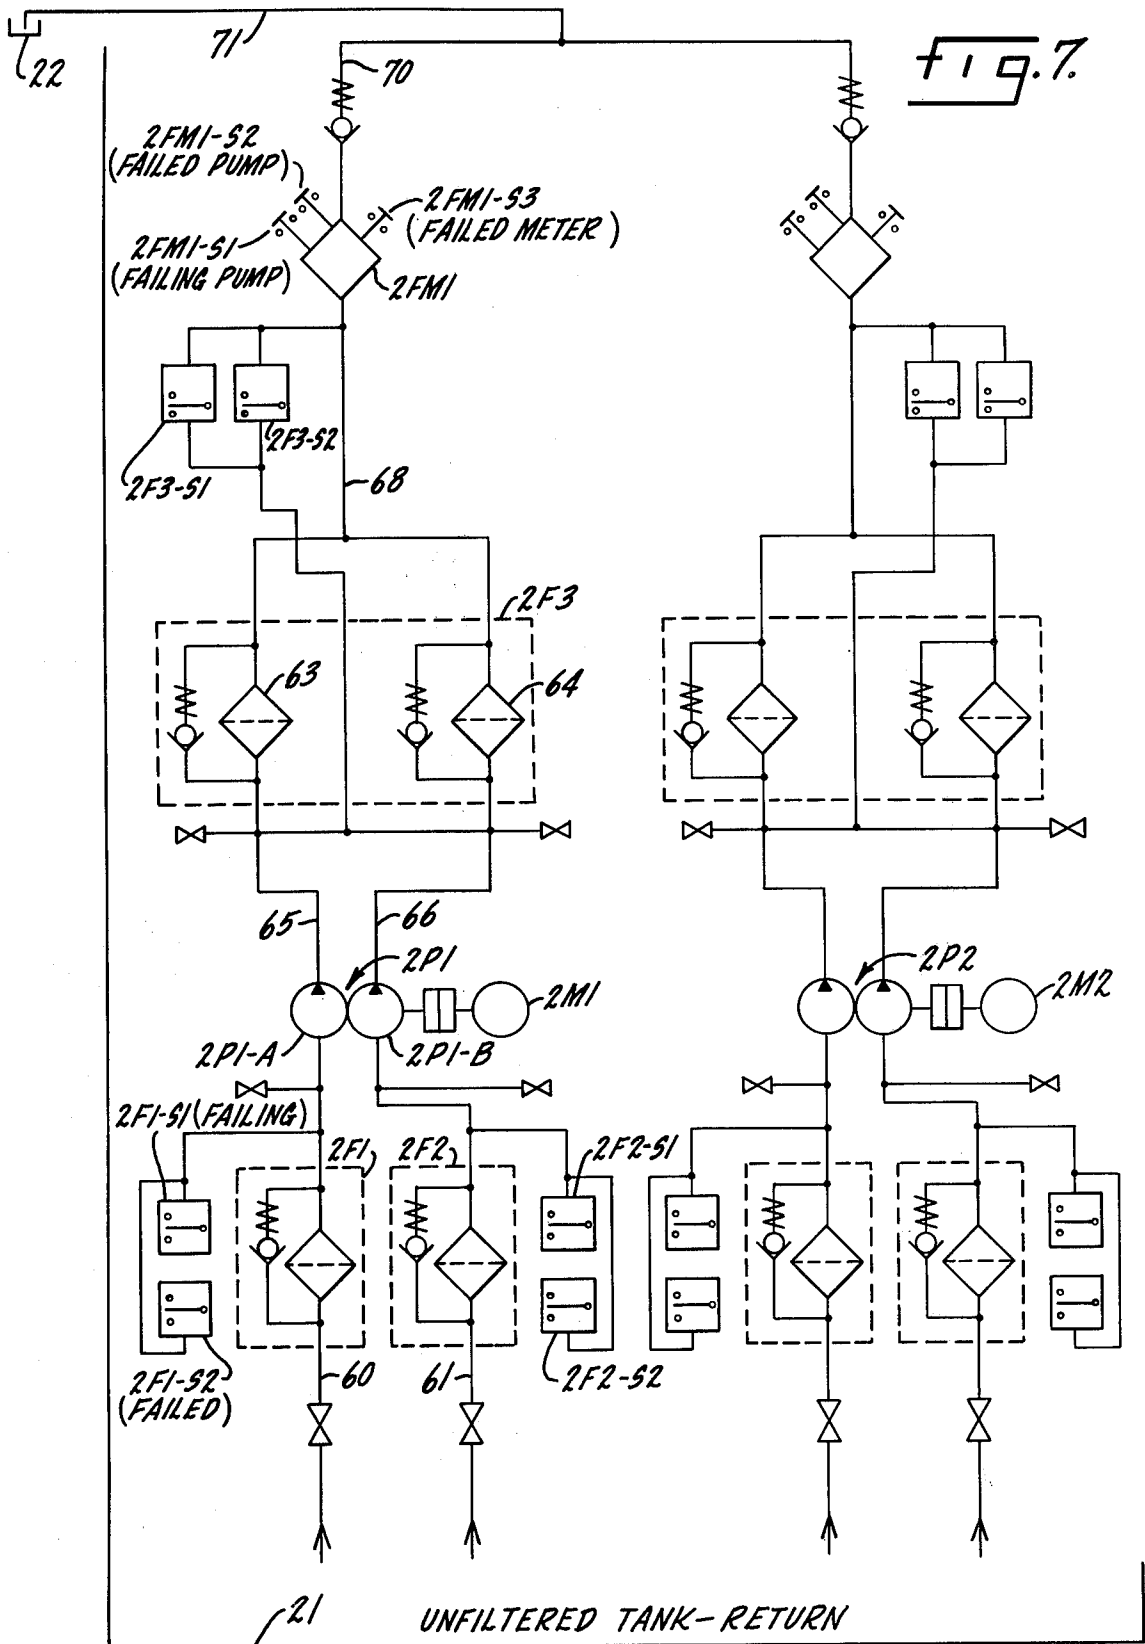 71
22
Fig. 7.
70
2FM1-S2
(FAILED PUMP)
2FM1-S3
(FAILED METER)
2FM1-S1
(FAILING PUMP)
2FM1
2F3-S2
2F3-S1
68
2F3
63
64
65
66
2P1
2P2
2M1
2M2
2P1-A
2P1-B
2F1-S1 (FAILING)
2F1
2F2
2F2-S1
2F1-S2
(FAILED)
60
61
2F2-S2
21
UNFILTERED TANK-RETURN